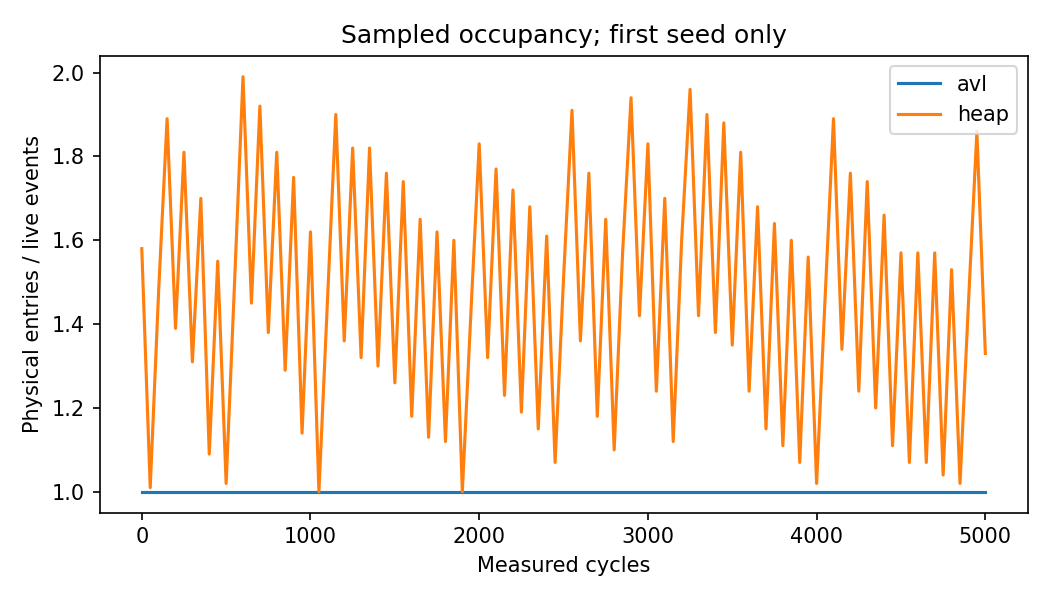 Sampled occupancy; first seed only
avl
heap
Physical entries / live events
2.0
1.8
1.6
1.4
1.2
1.0
0
1000
2000
3000
4000
5000
Measured cycles